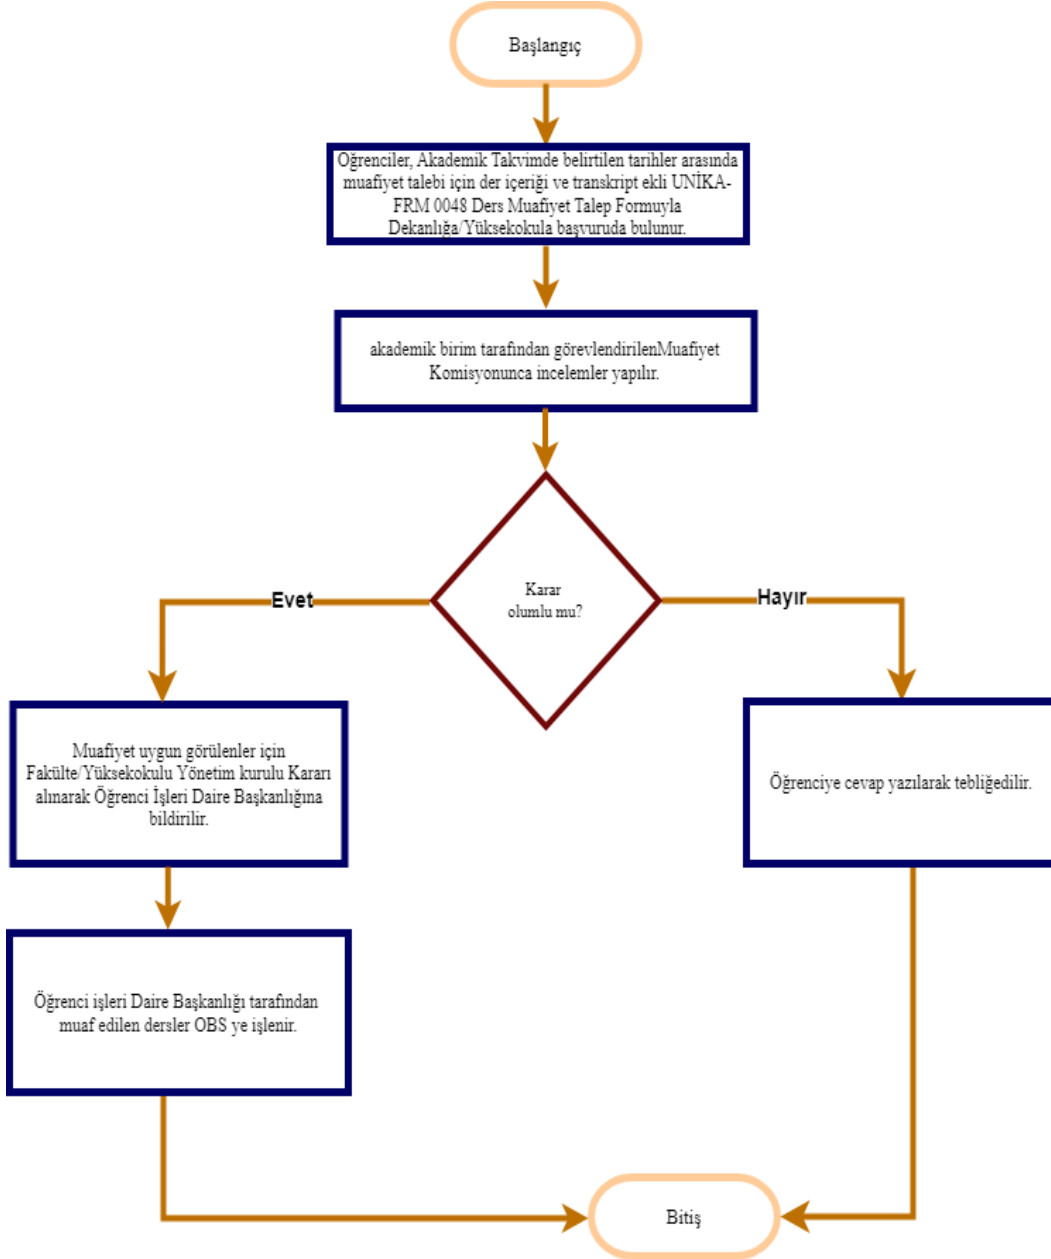 Başlangıç
Öğrenciler, Akademik Takvimde belirtilen tarihler arasında
muafiyet talebi için der içeriği ve transkript ekli UNİKA-
FRM 0048 Ders Muafiyet Talep Formuyla
Dekanlığa/Yüksekokula başvuruda bulunur.
akademik birim tarafından görevlendirilenMuafiyet
Komisyonunca incelemler yapılır.
Karar
olumlu mu?
Evet
Hayır
Muafiyet uygun görülenler için
Fakülte/Yüksekokulu Yönetim kurulu Kararı
alınarak Öğrenci İşleri Daire Başkanlığına
bildirilir.
Öğrenciye cevap yazılarak tebliğedilir.
Öğrenci işleri Daire Başkanlığı tarafından
muaf edilen dersler OBS ye işlenir.
Bitiş